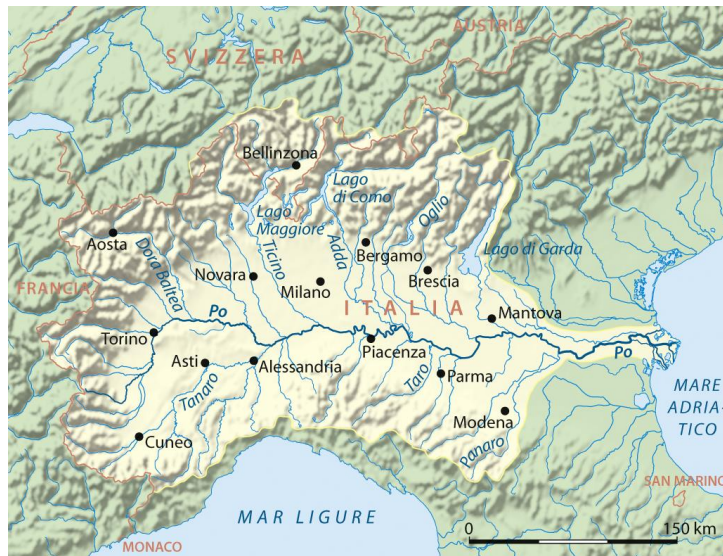 AUSTRIA
SVIZZERA
Bellinzona
Lago
di Como
Oglio
Lago
Maggiore
Aosta
Dora Baltea
Ticino
Adda
Bergamo
Lago di Garda
Novara
Brescia
FRANCIA
Milano
ITALIA
Mantova
Po
Torino
Piacenza
Po
Asti
Alessandria
Taro
Parma
Tanaro
MARE
ADRIA-
TICO
Modena
Cuneo
Panaro
SAN MARINO
MAR LIGURE
0
150 km
MONACO